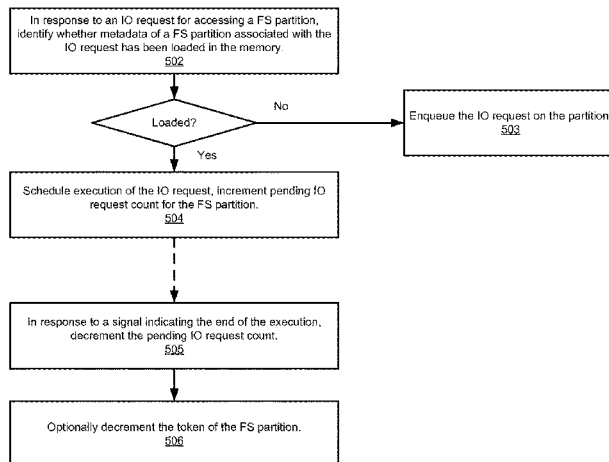 In response to an IO request for accessing a FS partition,
identify whether metadata of a FS partition associated with the
IO request has been loaded in the memory.
502
Loaded?
No
Enqueue the IO request on the partition.
503
Yes
Schedule execution of the IO request, increment pending IO
request count for the FS partition.
504
In response to a signal indicating the end of the execution,
decrement the pending IO request count.
505
Optionally decrement the token of the FS partition.
506